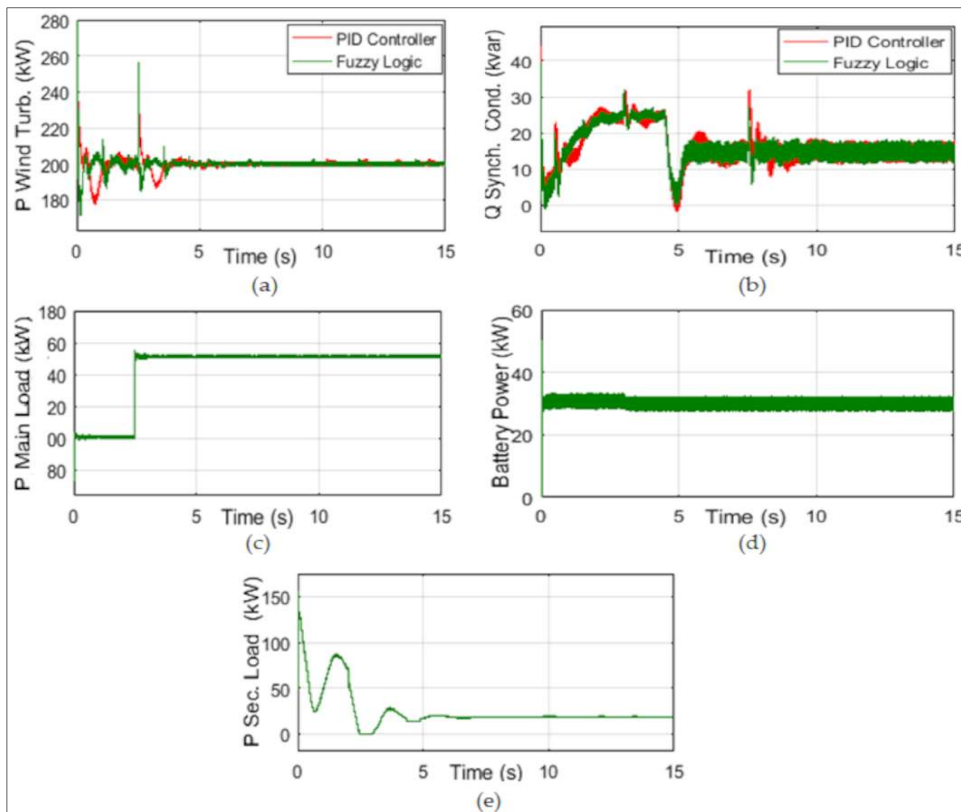 280
260
240
220
200
180
P Wind Turb. (kW)
PID Controller
Fuzzy Logic
0 5 10 15
Time (s)
(a)
40
30
20
10
0
Q Synch. Cond. (kvar)
PID Controller
Fuzzy Logic
0 5 10 15
Time (s)
(b)
180
60
40
20
00
80
P Main Load (kW)
0 5 10 15
Time (s)
(c)
60
40
20
0
Battery Power (kW)
0 5 10 15
Time (s)
(d)
150
100
50
0
P Sec. Load (kW)
0 5 10 15
Time (s)
(e)